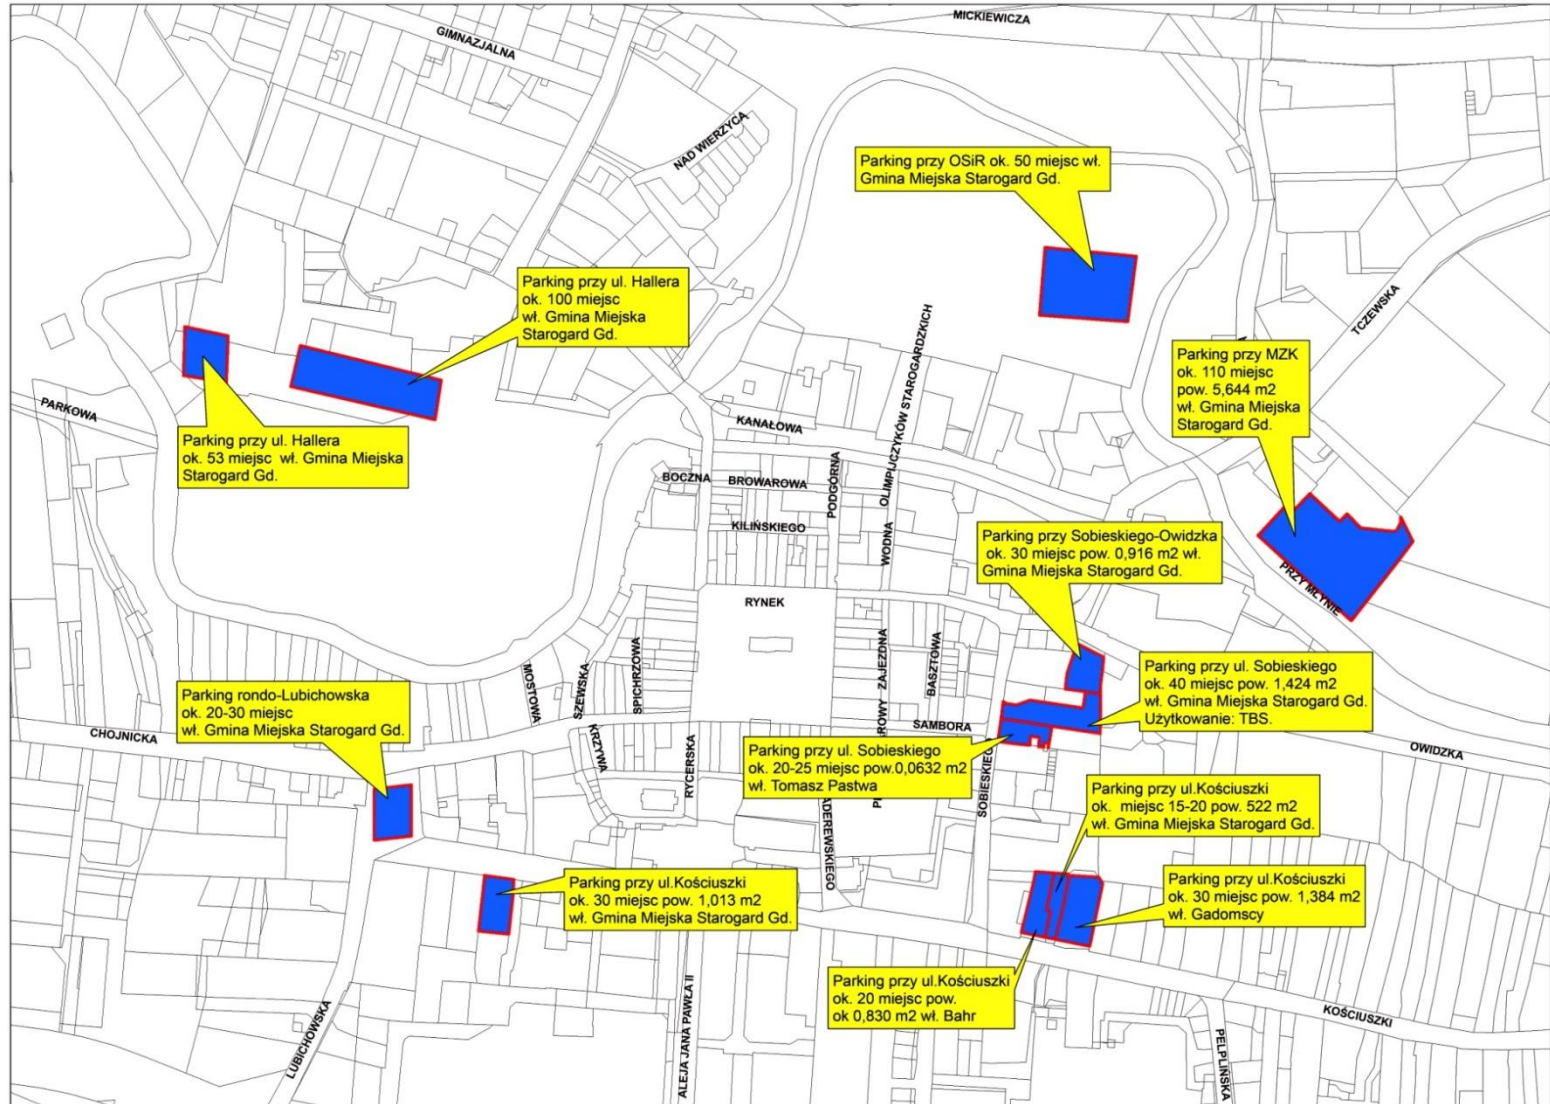 MICKIEWICZA
GIMNAZJALNA
NAD WIERZYCĄ
Parking przy OSiR ok. 50 miejsc wł.
Gmina Miejska Starogard Gd.
Parking przy ul. Hallera
ok. 100 miejsc
wł. Gmina Miejska
Starogard Gd.
TCZEWSKA
OLIMPIJCZYKÓW STAROGARDZKICH
Parking przy MZK
ok. 110 miejsc
pow. 5,644 m2
wł. Gmina Miejska
Starogard Gd.
PARKOWA
KANAŁOWA
Parking przy ul. Hallera
ok. 53 miejsc wł. Gmina Miejska
Starogard Gd.
BOCZNA
BROWAROWA
PODGÓRNA
KILIŃSKIEGO
WODNA
Parking przy Sobieskiego-Owidzka
ok. 30 miejsc pow. 0,916 m2 wł.
Gmina Miejska Starogard Gd.
PRZY MŁYNIE
RYNEK
MOSTOWA
SZEWSKA
SPICHRZOWA
ZAJEZDNA
BASZTOWA
Parking przy ul. Sobieskiego
ok. 40 miejsc pow. 1,424 m2
wł. Gmina Miejska Starogard Gd.
Użytkowanie: TBS.
Parking rondo-Lubichowska
ok. 20-30 miejsc
wł. Gmina Miejska Starogard Gd.
CHOJNICKA
KRZYWA
RYCERSKA
SAMBORA
OWIDZKA
Parking przy ul. Sobieskiego
ok. 20-25 miejsc pow.0,0632 m2
wł. Tomasz Pastwa
SOBIESKIEGO
Parking przy ul.Kościuszki
ok. miejsc 15-20 pow. 522 m2
wł. Gmina Miejska Starogard Gd.
ADEREWSKIEGO
Parking przy ul.Kościuszki
ok. 30 miejsc pow. 1,013 m2
wł. Gmina Miejska Starogard Gd.
Parking przy ul.Kościuszki
ok. 30 miejsc pow. 1,384 m2
wł. Gadomscy
Parking przy ul.Kościuszki
ok. 20 miejsc pow.
ok 0,830 m2 wł. Bahr
LUBICHOWSKA
ALEJA JANA PAWŁA II
KOŚCIUSZKI
PELPLIŃSKA